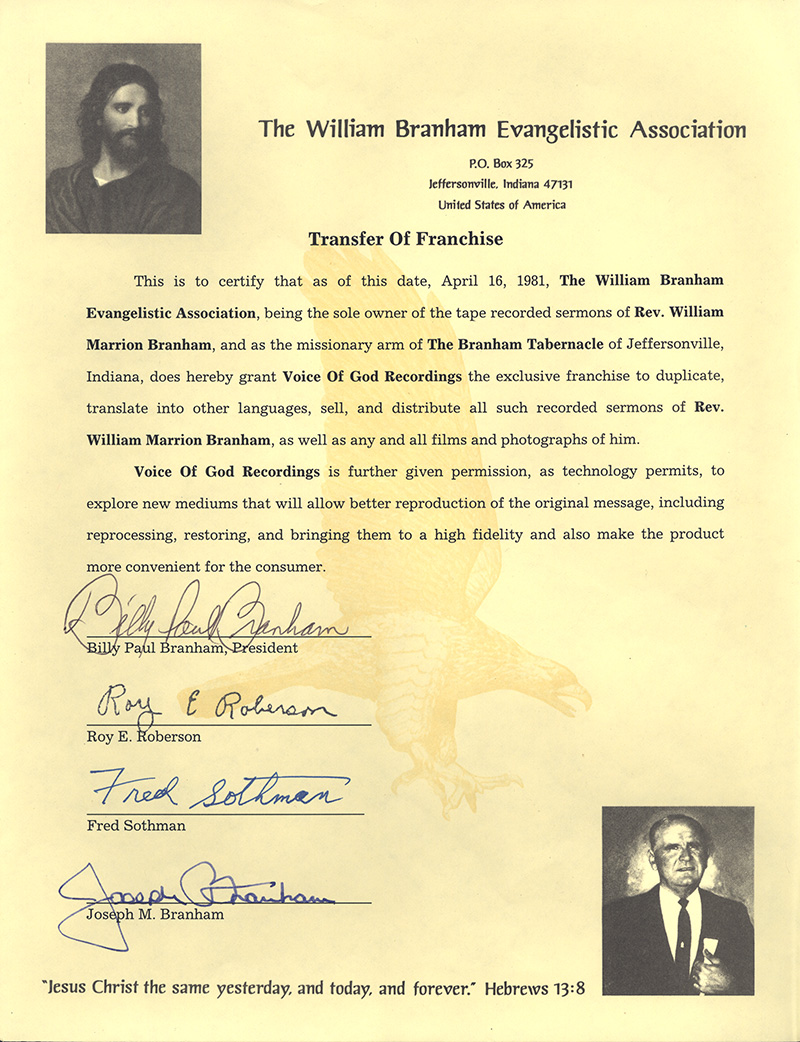 The William Branham Evangelistic Association
P.O. Box 325
Jeffersonville, Indiana 47131
United States of America
Transfer Of Franchise
This is to certify that as of this date, April 16, 1981, The William Branham
Evangelistic Association, being the sole owner of the tape recorded sermons of Rev. William
Marrion Branham, and as the missionary arm of The Branham Tabernacle of Jeffersonville,
Indiana, does hereby grant Voice Of God Recordings the exclusive franchise to duplicate,
translate into other languages, sell, and distribute all such recorded sermons of Rev.
William Marrion Branham, as well as any and all films and photographs of him.
Voice Of God Recordings is further given permission, as technology permits, to
explore new mediums that will allow better reproduction of the original message, including
reprocessing, restoring, and bringing them to a high fidelity and also make the product
more convenient for the consumer.
Billy Paul Branham
Billy Paul Branham, President
Roy E Roberson
Roy E. Roberson
Fred Sothman
Fred Sothman
Joseph Branham
Joseph M. Branham
"Jesus Christ the same yesterday, and today, and forever." Hebrews 13:8